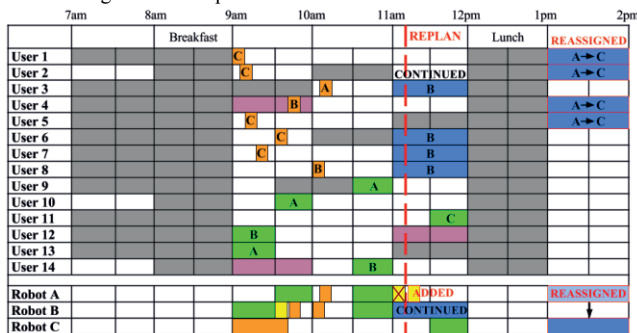 7am 8am 9am 10am 11am 12pm 1pm 2pm
Breakfast REPLAN Lunch REASSIGNED
User 1 C A→C
User 2 C CONTINUED A→C
User 3 A B
User 4 B A→C
User 5 C A→C
User 6 C B
User 7 C B
User 8 B B
User 9 A
User 10 A
User 11 C
User 12 B
User 13 A
User 14 B
Robot A ADDED REASSIGNED
Robot B CONTINUED
Robot C